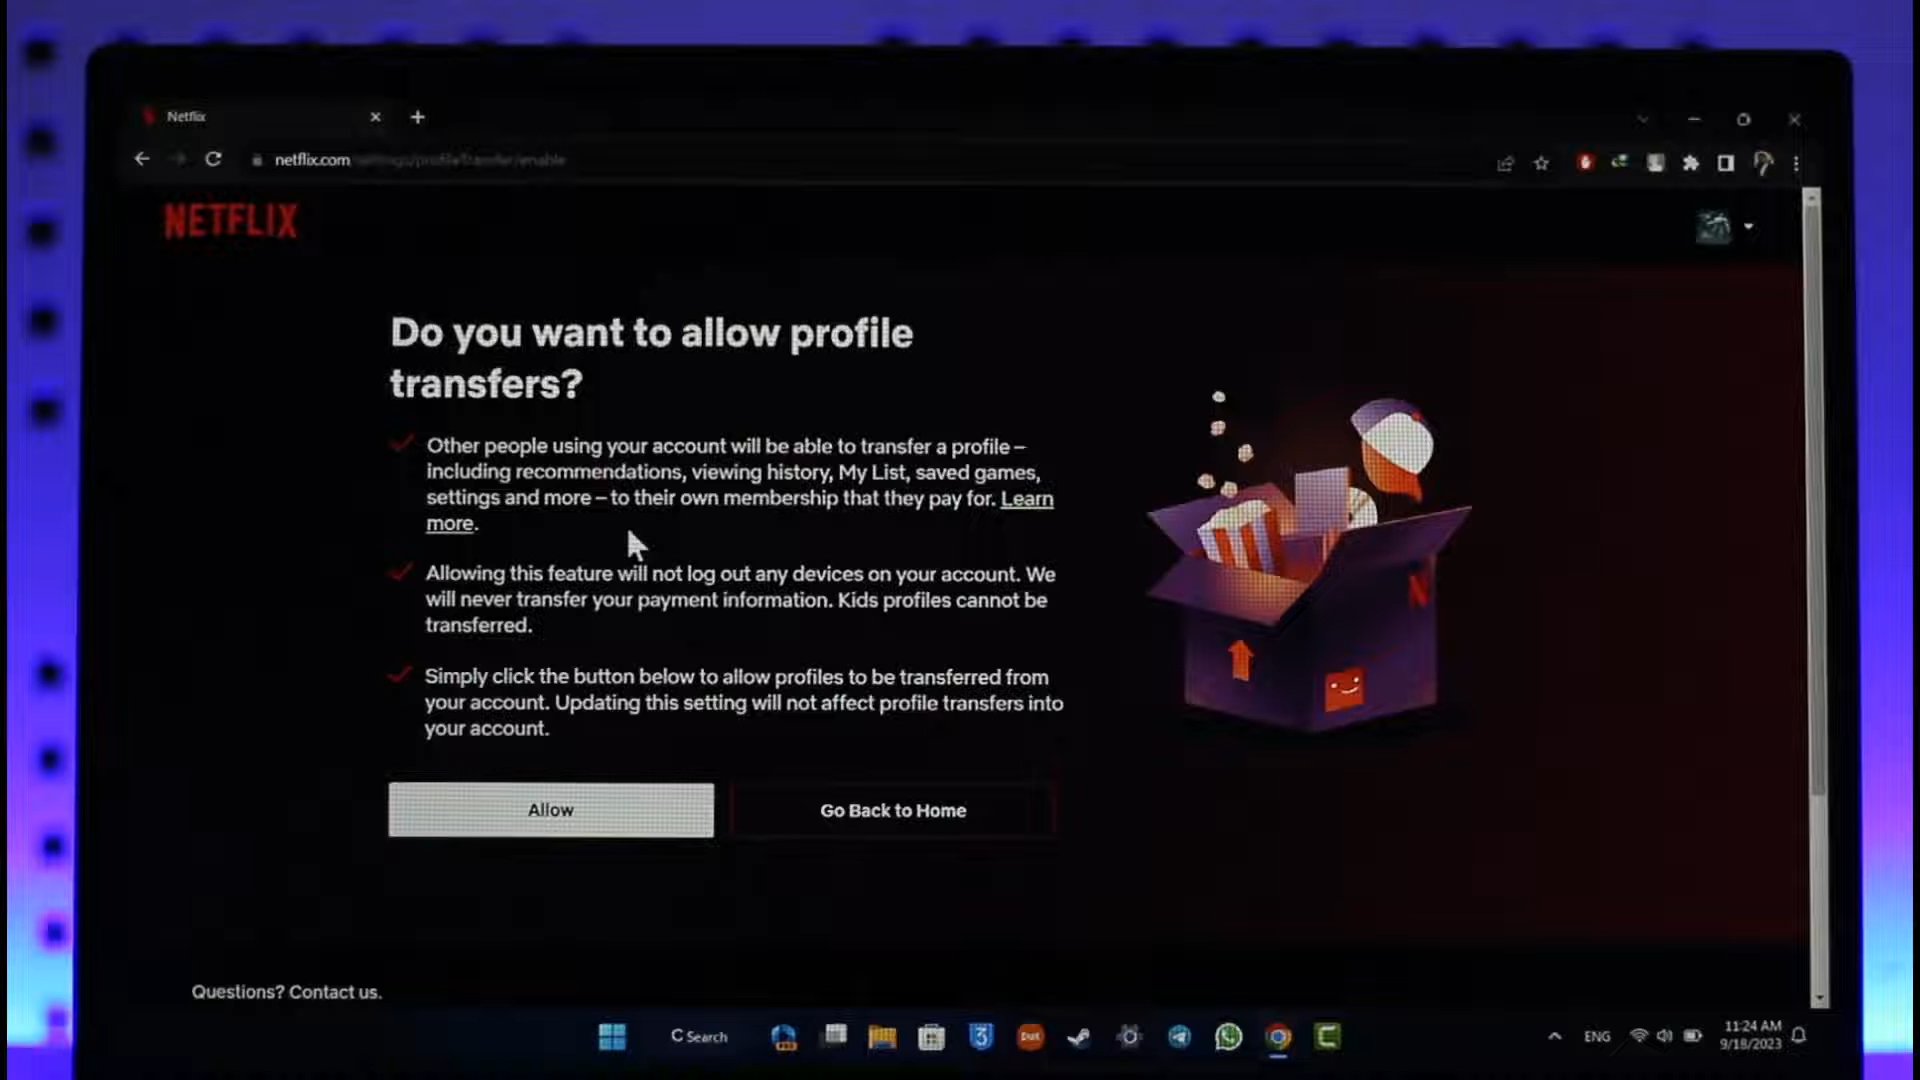 Netflix
netflix.com/settings/profileTransfer/enable
NETFLIX
Do you want to allow profile
transfers?
Other people using your account will be able to transfer a profile –
including recommendations, viewing history, My List, saved games,
settings and more – to their own membership that they pay for. Learn
more.
Allowing this feature will not log out any devices on your account. We
will never transfer your payment information. Kids profiles cannot be
transferred.
Simply click the button below to allow profiles to be transferred from
your account. Updating this setting will not affect profile transfers into
your account.
N
Allow
Go Back to Home
Questions? Contact us.
Search
ENG
11:24 AM
9/18/2023